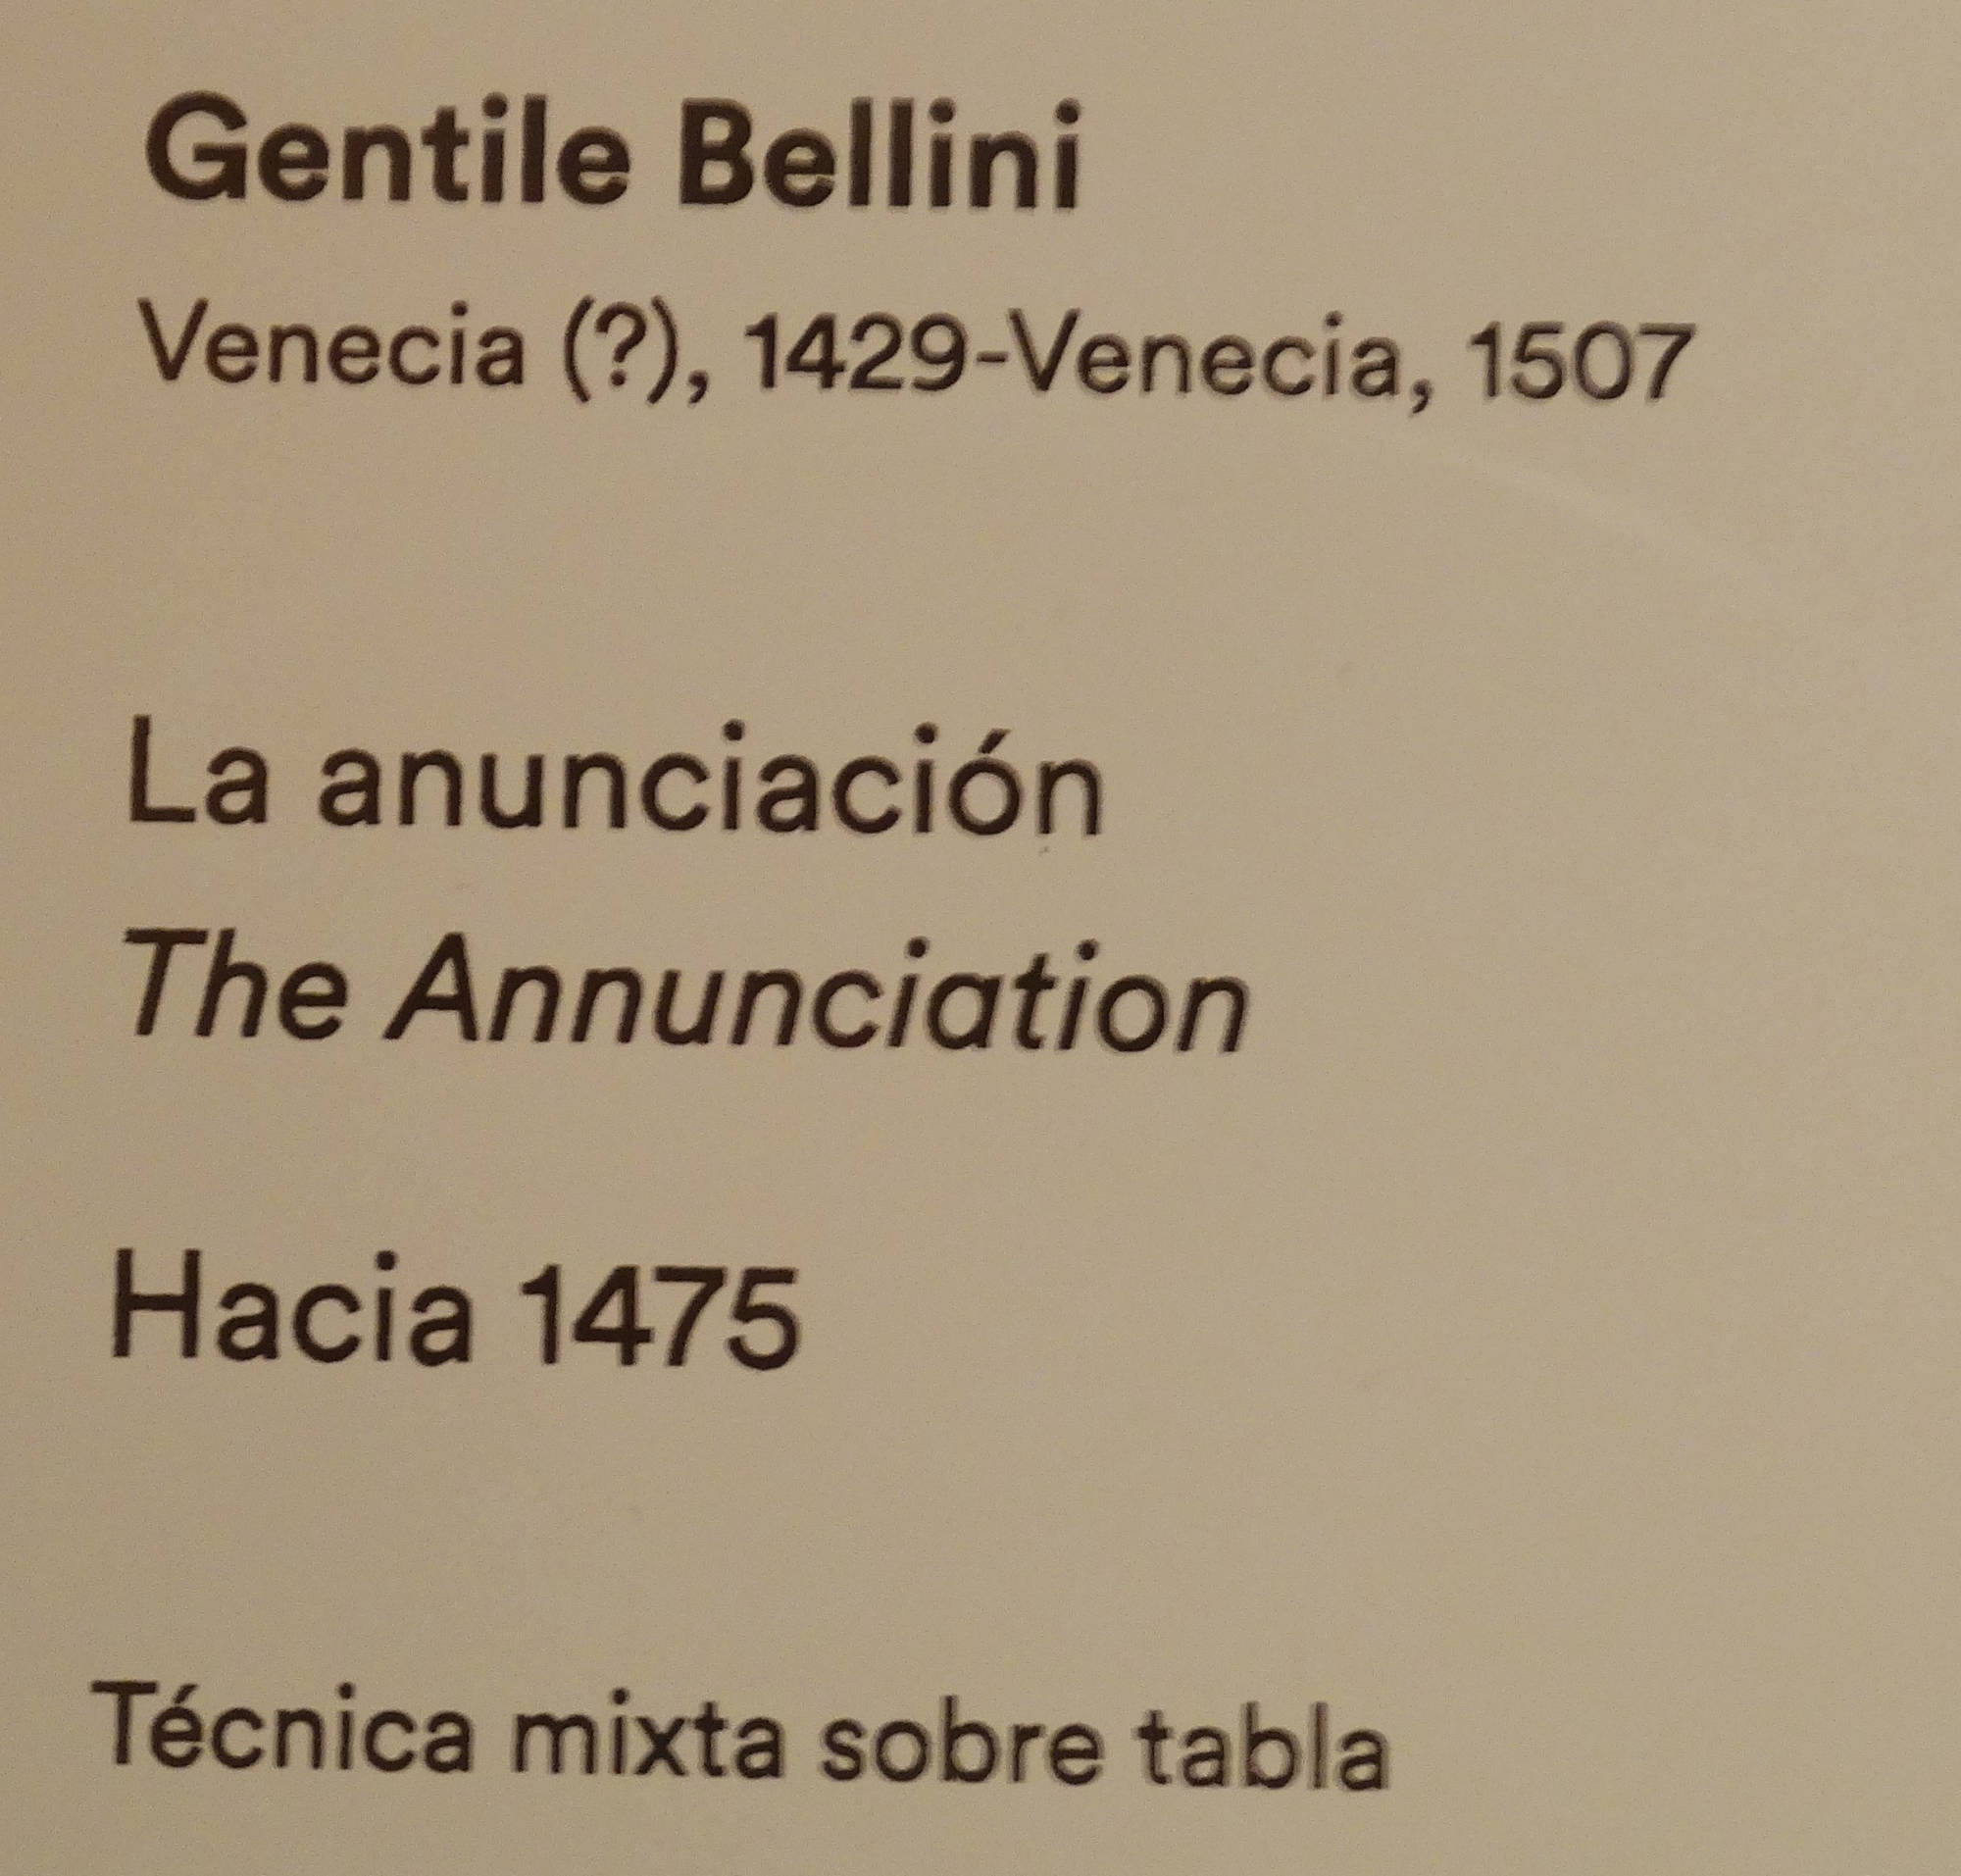 Gentile Bellini
Venecia (?), 1429-Venecia, 1507
La anunciación
The Annunciation
Hacia 1475
Técnica mixta sobre tabla